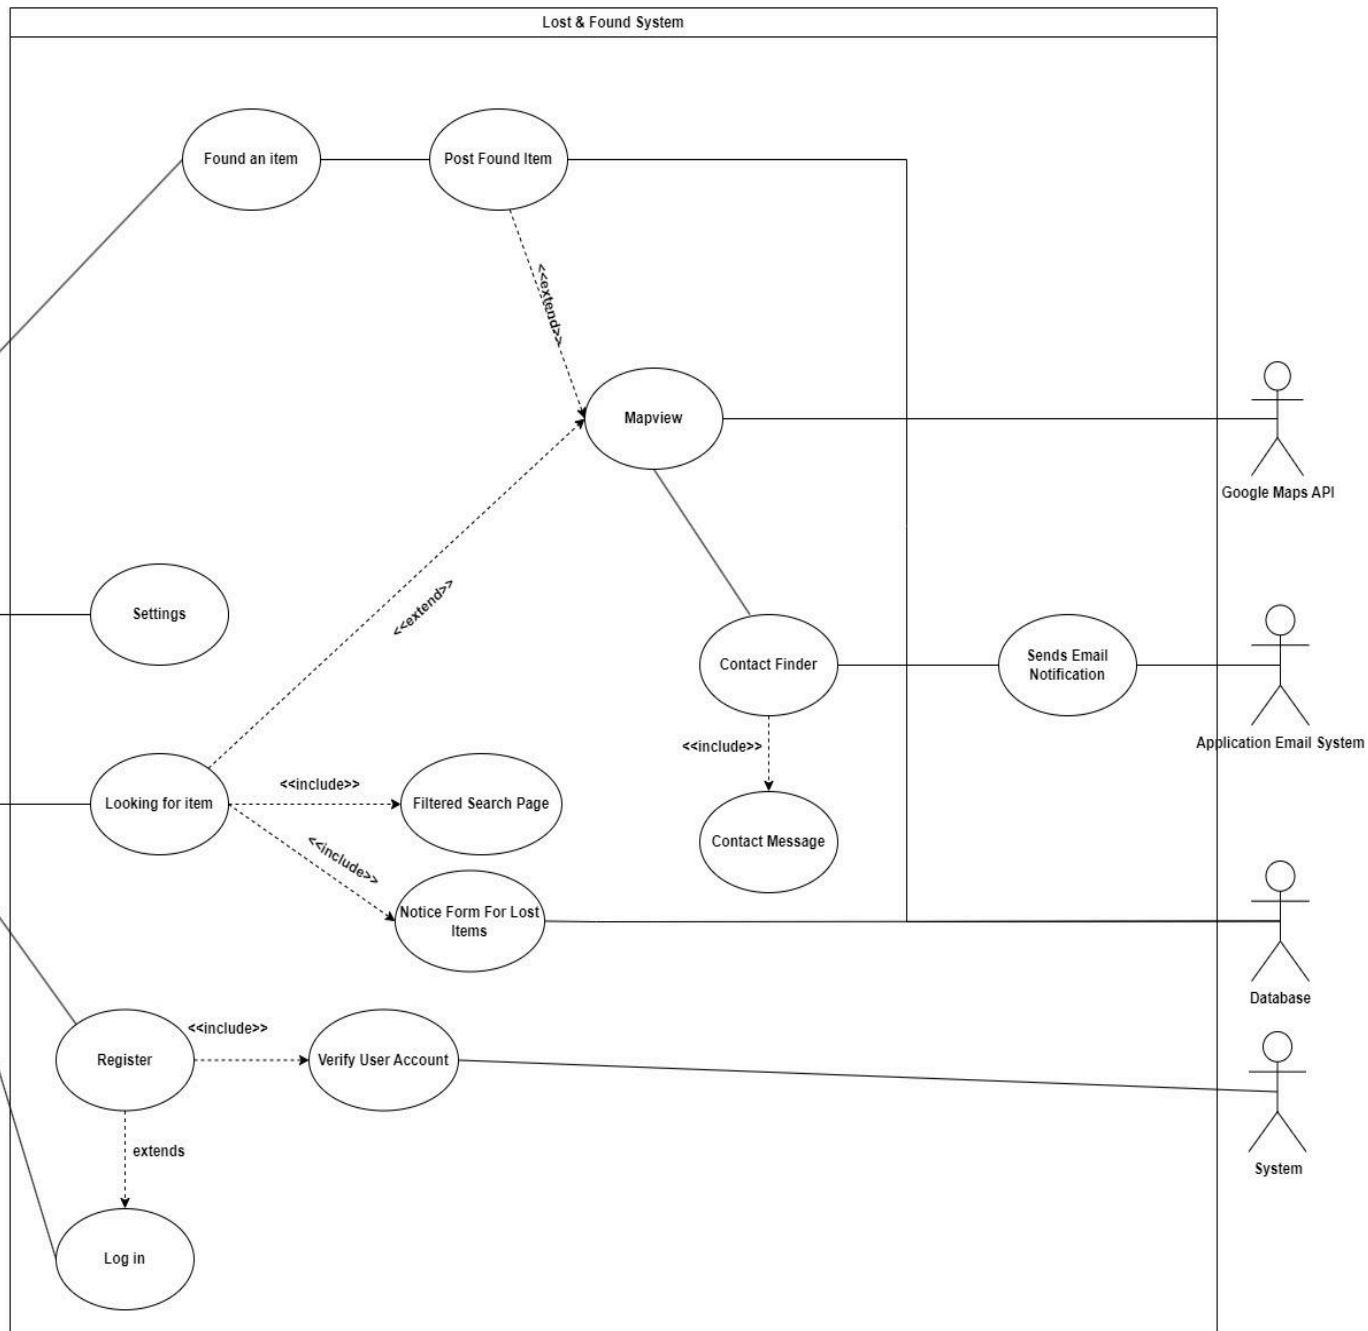 Lost & Found System
Found an item
Post Found Item
<<extend>>
Mapview
Google Maps API
Settings
<<extend>>
Contact Finder
Sends Email
Notification
Application Email System
<<include>>
Looking for item
<<include>>
Filtered Search Page
<<include>>
Contact Message
Notice Form For Lost
Items
Database
Register
<<include>>
Verify User Account
System
extends
Log in